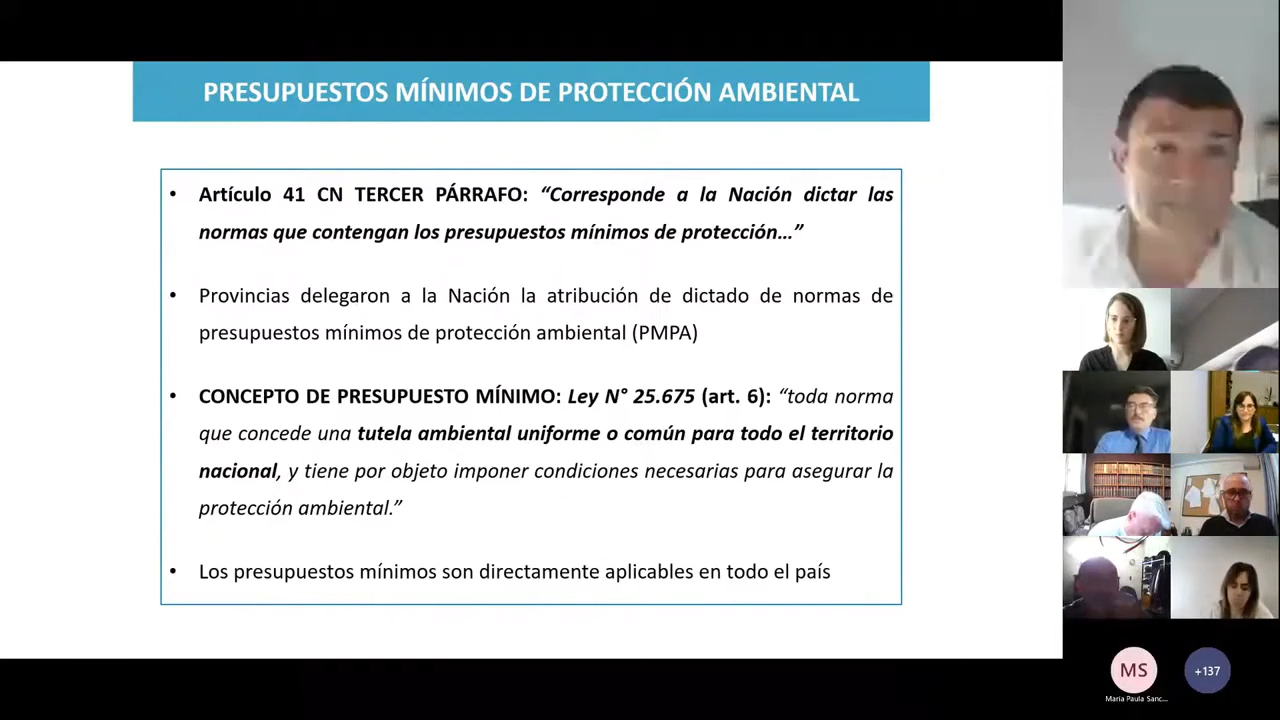 PRESUPUESTOS MÍNIMOS DE PROTECCIÓN AMBIENTAL
• Artículo 41 CN TERCER PÁRRAFO: “Corresponde a la Nación dictar las
normas que contengan los presupuestos mínimos de protección…”
• Provincias delegaron a la Nación la atribución de dictado de normas de
presupuestos mínimos de protección ambiental (PMPA)
• CONCEPTO DE PRESUPUESTO MÍNIMO: Ley N° 25.675 (art. 6): “toda norma
que concede una tutela ambiental uniforme o común para todo el territorio
nacional, y tiene por objeto imponer condiciones necesarias para asegurar la
protección ambiental.”
• Los presupuestos mínimos son directamente aplicables en todo el país
MS
+137
Maria Paula Sanc...